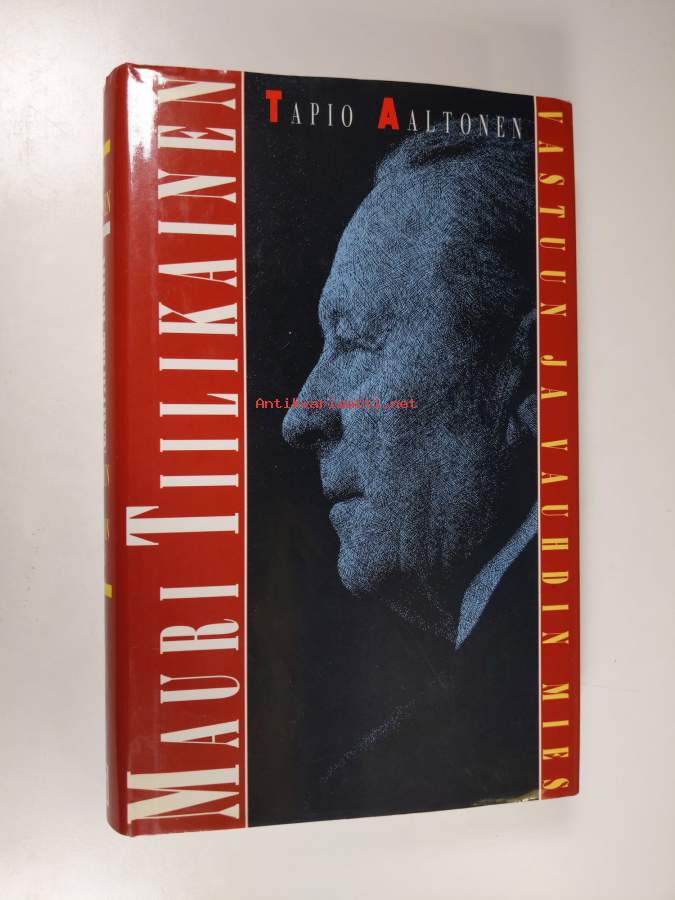 TAPIO AALTONEN
MAURI TIILIKAINEN
VASTUUN JA VAUHDIN MIES
Antikvariaatti.net